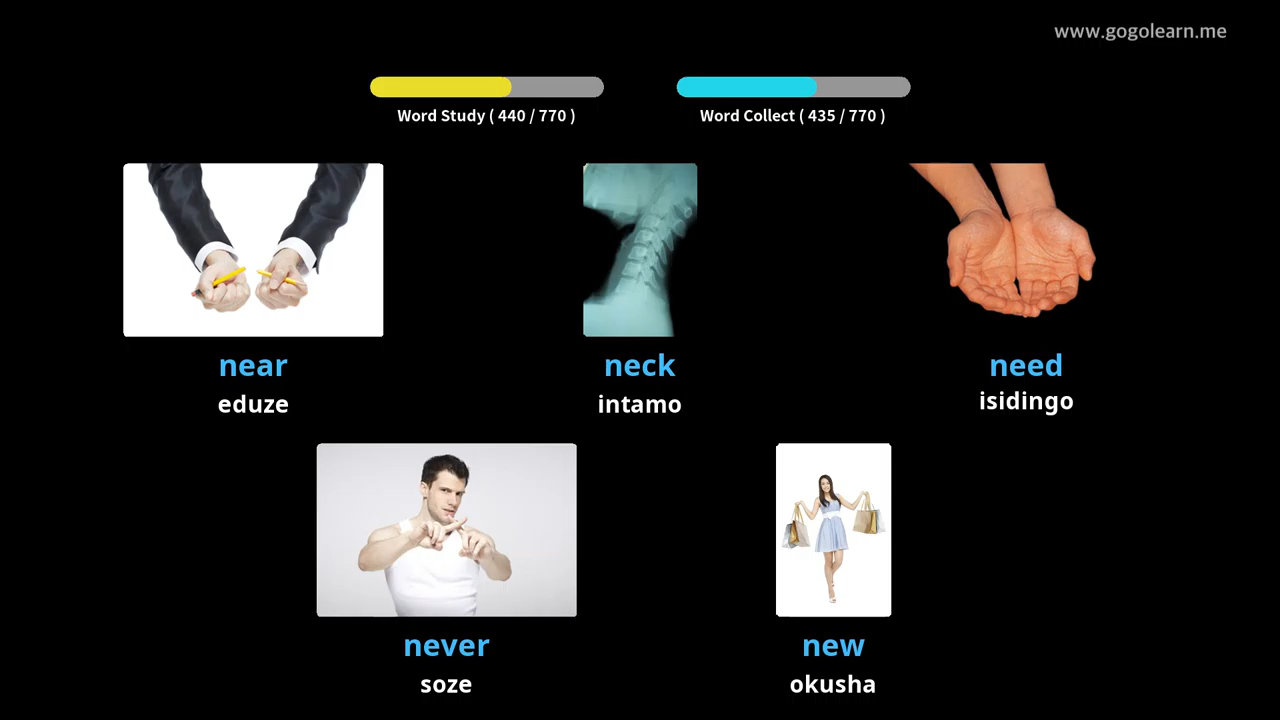 www.gogolearn.me
Word Study ( 440 / 770 )
Word Collect ( 435 / 770 )
near
eduze
neck
intamo
need
isidingo
never
soze
new
okusha